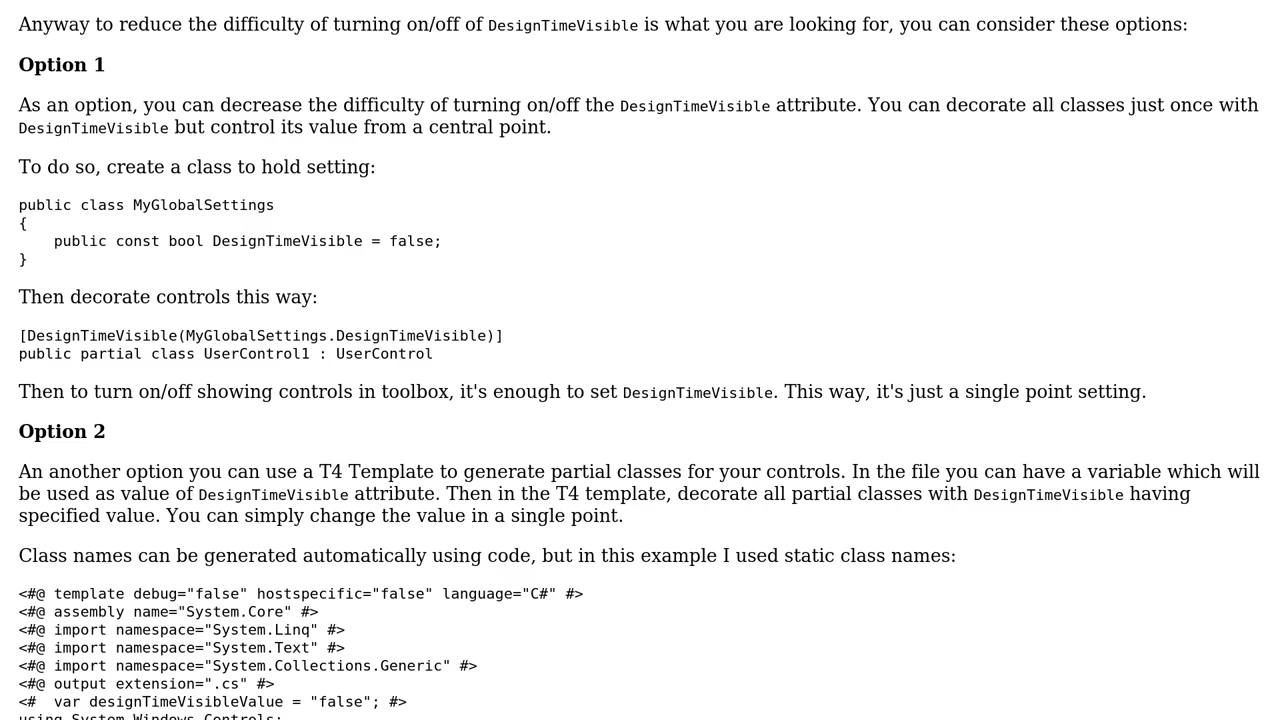 Anyway to reduce the difficulty of turning on/off of DesignTimeVisible is what you are looking for, you can consider these options:
Option 1
As an option, you can decrease the difficulty of turning on/off the DesignTimeVisible attribute. You can decorate all classes just once with
DesignTimeVisible but control its value from a central point.
To do so, create a class to hold setting:
public class MyGlobalSettings
{
    public const bool DesignTimeVisible = false;
}
Then decorate controls this way:
[DesignTimeVisible(MyGlobalSettings.DesignTimeVisible)]
public partial class UserControl1 : UserControl
Then to turn on/off showing controls in toolbox, it's enough to set DesignTimeVisible. This way, it's just a single point setting.
Option 2
An another option you can use a T4 Template to generate partial classes for your controls. In the file you can have a variable which will
be used as value of DesignTimeVisible attribute. Then in the T4 template, decorate all partial classes with DesignTimeVisible having
specified value. You can simply change the value in a single point.
Class names can be generated automatically using code, but in this example I used static class names:
<#@ template debug="false" hostspecific="false" language="C#" #>
<#@ assembly name="System.Core" #>
<#@ import namespace="System.Linq" #>
<#@ import namespace="System.Text" #>
<#@ import namespace="System.Collections.Generic" #>
<#@ output extension=".cs" #>
<#  var designTimeVisibleValue = "false"; #>
using System.Windows.Controls;